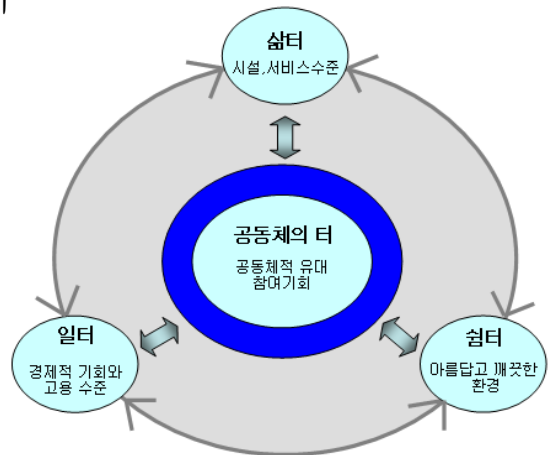 삶터
시설,서비스수준
공동체의 터
공동체적 유대
참여기회
일터
경제적 기회와
고용 수준
쉼터
아름답고 깨끗한
환경